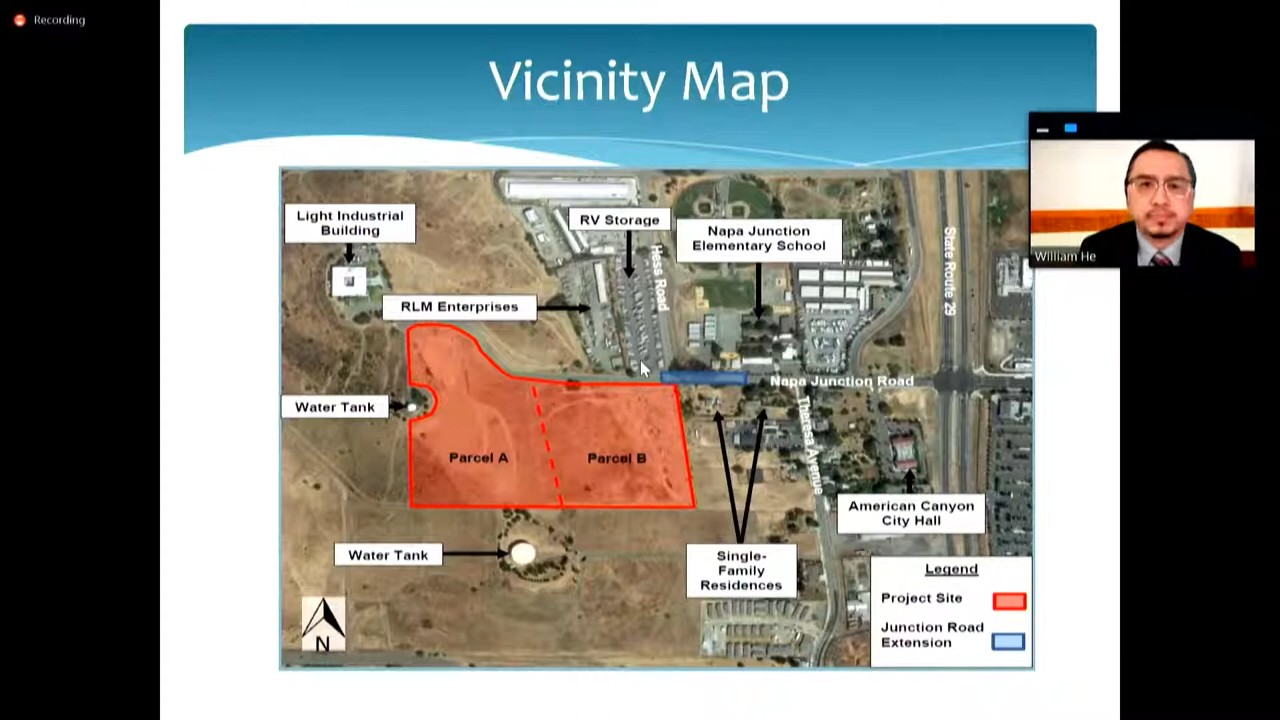 Recording
Vicinity Map
Light Industrial
Building
RV Storage
Napa Junction
Elementary School
Hess Road
State Route 29
William He
RLM Enterprises
Napa Junction Road
Water Tank
Theresa Avenue
Parcel A
Parcel B
American Canyon
City Hall
Water Tank
Single-
Family
Residences
Legend
Project Site
Junction Road
Extension
N